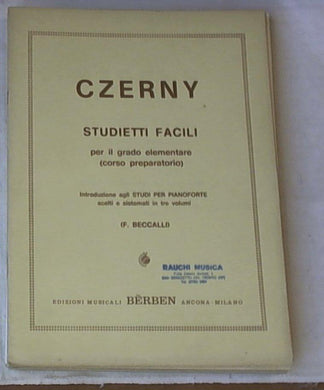 CZERNY
STUDIETTI FACILI
per il grado elementare
(corso preparatorio)
Introduzione agli STUDI PER PIANOFORTE
scelti e sistemati in tre volumi
(F. BECCALLI)
RAUCHI MUSICA
EDIZIONI MUSICALI BÈRBEN ANCONA - MILANO